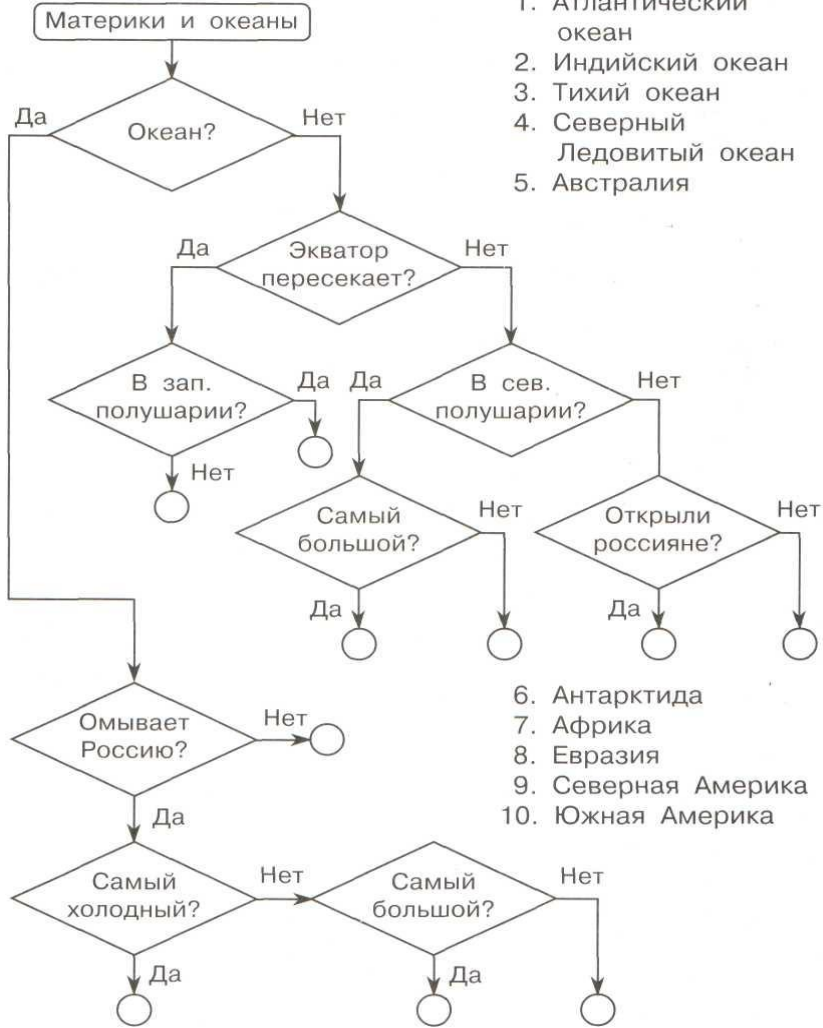 Материки и океаны
1. Атлантический
океан
2. Индийский океан
3. Тихий океан
4. Северный
Ледовитый океан
5. Австралия
Да
Океан?
Нет
Да
Экватор
пересекает?
Нет
В зап.
полушарии?
Да
Нет
Да
В сев.
полушарии?
Нет
Самый
большой?
Нет
Да
Открыли
россияне?
Нет
Да
Омывает
Россию?
Нет
Да
6. Антарктида
7. Африка
8. Евразия
9. Северная Америка
10. Южная Америка
Самый
холодный?
Нет
Да
Самый
большой?
Нет
Да